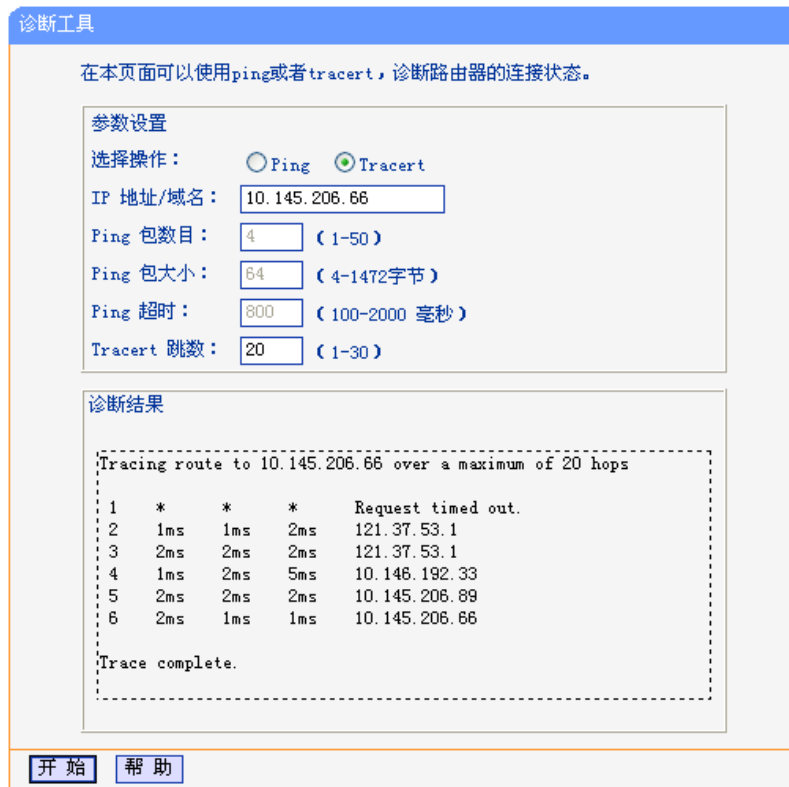 诊断工具
在本页面可以使用ping或者tracert，诊断路由器的连接状态。
参数设置
选择操作： Ping Tracert
IP 地址/域名： 10.145.206.66
Ping 包数目： 4 （1-50）
Ping 包大小： 64 （4-1472字节）
Ping 超时： 800 （100-2000 毫秒）
Tracert 跳数： 20 （1-30）
诊断结果
Tracing route to 10.145.206.66 over a maximum of 20 hops
1 * * * Request timed out.
2 1ms 1ms 2ms 121.37.53.1
3 2ms 2ms 2ms 121.37.53.1
4 1ms 2ms 5ms 10.146.192.33
5 2ms 2ms 2ms 10.145.206.89
6 2ms 1ms 1ms 10.145.206.66
Trace complete.
开 始 帮 助